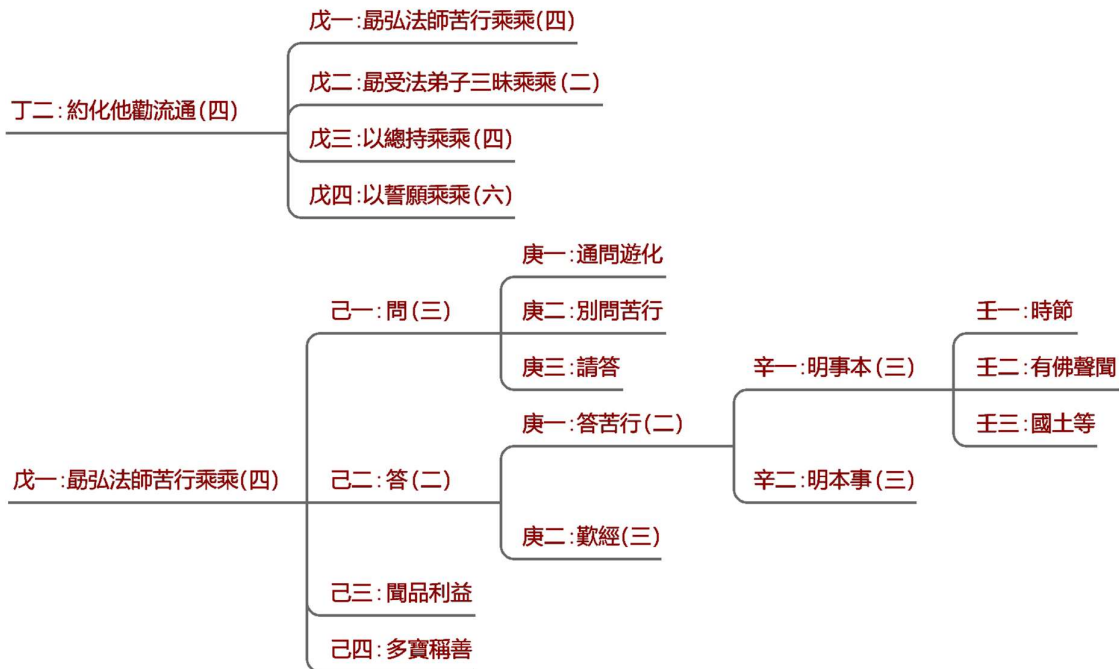 丁二:約化他勸流通(四)
戊一:勗弘法師苦行乘乘(四)
戊二:勗受法弟子三昧乘乘(二)
戊三:以總持乘乘(四)
戊四:以誓願乘乘(六)
戊一:勗弘法師苦行乘乘(四)
己一:問(三)
庚一:通問遊化
庚二:別問苦行
庚三:請答
己二:答(二)
庚一:答苦行(二)
辛一:明事本(三)
壬一:時節
壬二:有佛聲聞
壬三:國土等
辛二:明本事(三)
庚二:歎經(三)
己三:聞品利益
己四:多寶稱善